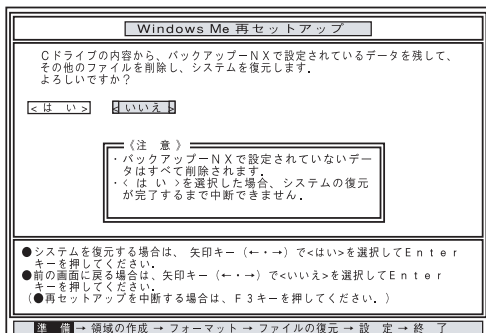 Windows Me 再セットアップ
Cドライブの内容から、バックアップ－NXで設定されているデータを残して、
その他のファイルを削除し、システムを復元します．
よろしいですか？
＜は　い＞　＜いいえ＞
《注　意》
・バックアップ－NXで設定されていないデー
タはすべて削除されます．
・＜ は い ＞を選択した場合、システムの復元
が完了するまで中断できません．
●システムを復元する場合は、 矢印キー（←・→）で<はい>を選択してＥｎｔｅｒ
キーを押してください．
●前の画面に戻る場合は、矢印キー（←・→）で<いいえ>を選択してＥｎｔｅｒ
キーを押してください．
（●再セットアップを中断する場合は、Ｆ３キーを押してください．）
準　備 → 領域の作成 → フォーマット → ファイルの復元 → 設　定 → 終　了